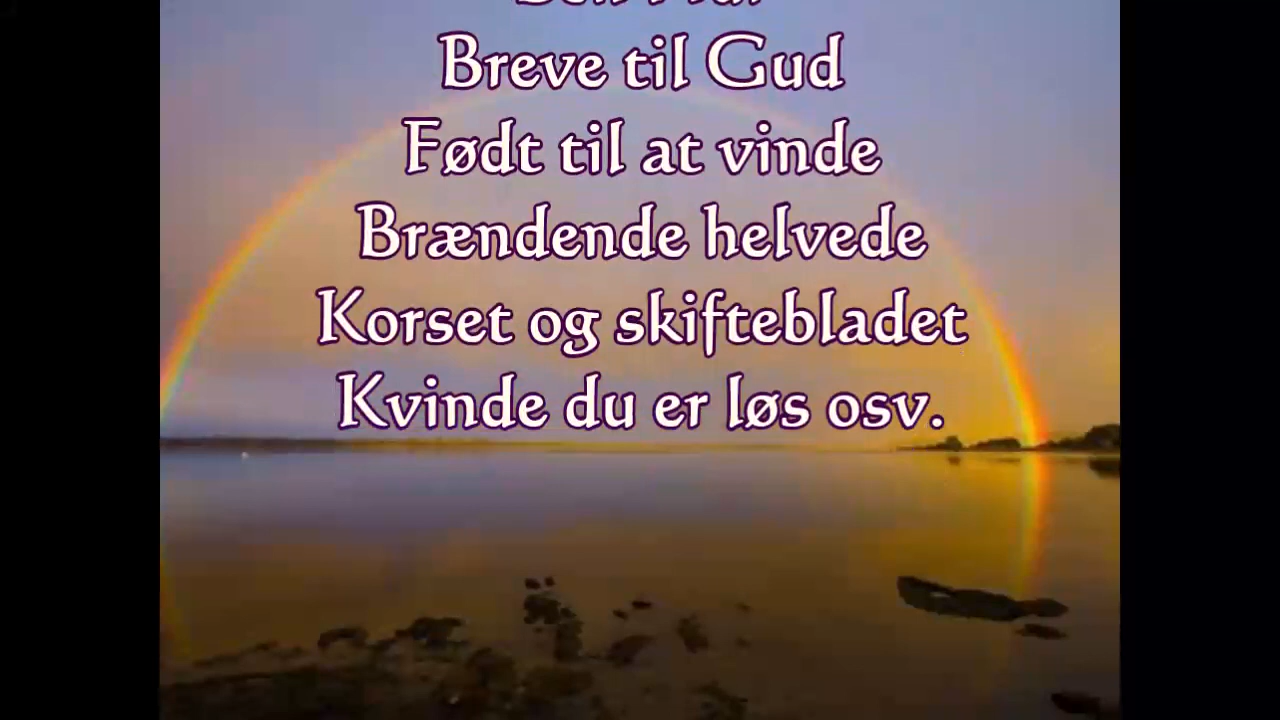 Breve til Gud
Født til at vinde
Brændende helvede
Korset og skiftebladet
Kvinde du er løs osv.